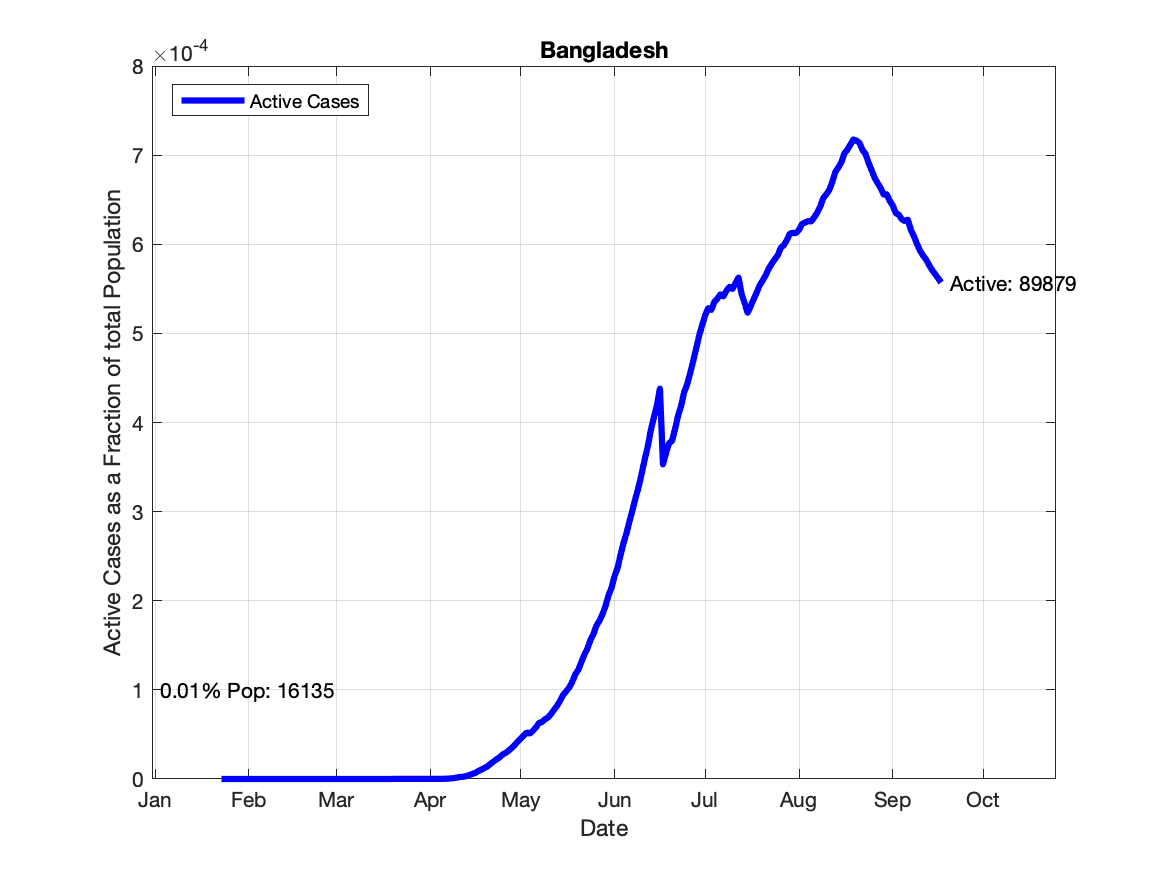 Bangladesh
×10-4
Active Cases
8
7
6
5
4
3
2
1
0
Active Cases as a Fraction of total Population
0.01% Pop: 16135
Active: 89879
Jan Feb Mar Apr May Jun Jul Aug Sep Oct
Date